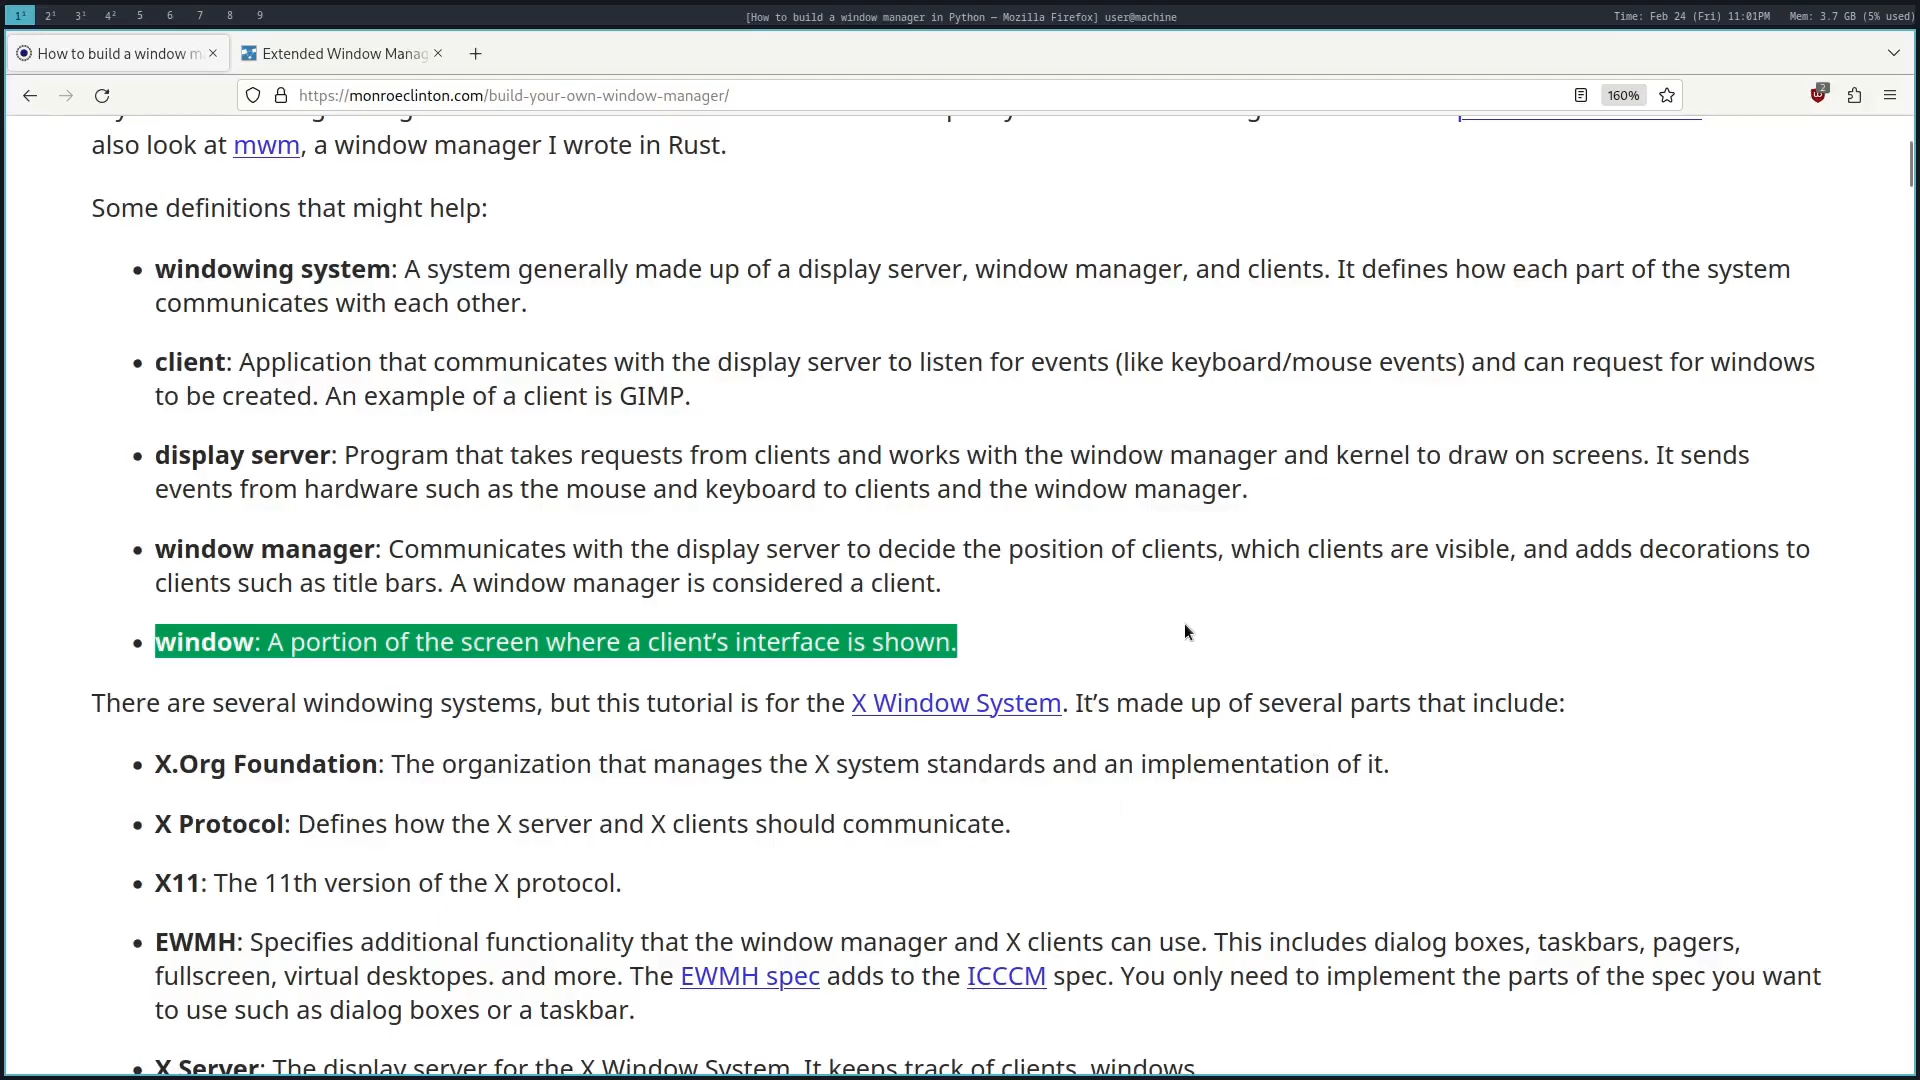 1¹ 2¹ 3¹ 4² 5 6 7 8 9 [How to build a window manager in Python — Mozilla Firefox] user@machine Time: Feb 24 (Fri) 11:01PM Mem: 3.7 GB (5% used)
How to build a window m Extended Window Manag
https://monroeclinton.com/build-your-own-window-manager/ 160% 2
also look at mwm, a window manager I wrote in Rust.
Some definitions that might help:
• windowing system: A system generally made up of a display server, window manager, and clients. It defines how each part of the system
communicates with each other.
• client: Application that communicates with the display server to listen for events (like keyboard/mouse events) and can request for windows
to be created. An example of a client is GIMP.
• display server: Program that takes requests from clients and works with the window manager and kernel to draw on screens. It sends
events from hardware such as the mouse and keyboard to clients and the window manager.
• window manager: Communicates with the display server to decide the position of clients, which clients are visible, and adds decorations to
clients such as title bars. A window manager is considered a client.
• window: A portion of the screen where a client’s interface is shown.
There are several windowing systems, but this tutorial is for the X Window System. It’s made up of several parts that include:
• X.Org Foundation: The organization that manages the X system standards and an implementation of it.
• X Protocol: Defines how the X server and X clients should communicate.
• X11: The 11th version of the X protocol.
• EWMH: Specifies additional functionality that the window manager and X clients can use. This includes dialog boxes, taskbars, pagers,
fullscreen, virtual desktopes. and more. The EWMH spec adds to the ICCCM spec. You only need to implement the parts of the spec you want
to use such as dialog boxes or a taskbar.
• X Server: The display server for the X Window System. It keeps track of clients, windows